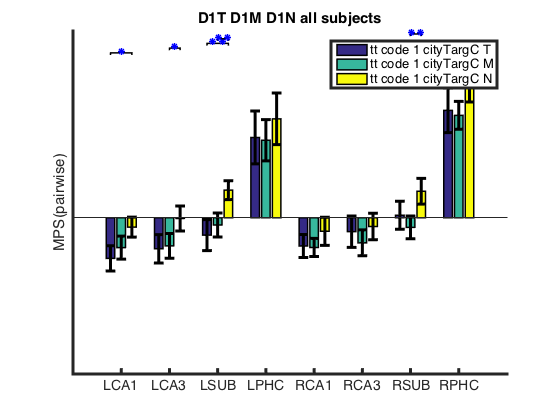 D1T D1M D1N all subjects
tt code 1 cityTargC T
tt code 1 cityTargC M
tt code 1 cityTargC N
MPS(pairwise)
LCA1 LCA3 LSUB LPHC RCA1 RCA3 RSUB RPHC